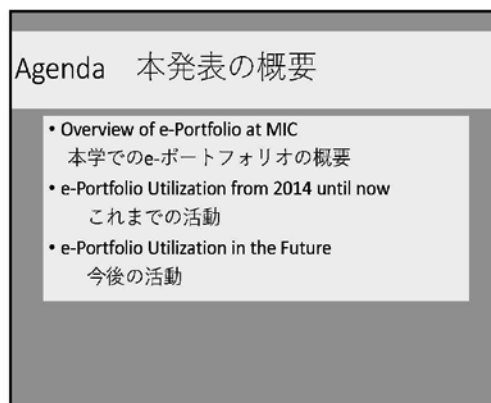 Agenda　本発表の概要
• Overview of e-Portfolio at MIC
本学でのe-ポートフォリオの概要
• e-Portfolio Utilization from 2014 until now
これまでの活動
• e-Portfolio Utilization in the Future
今後の活動